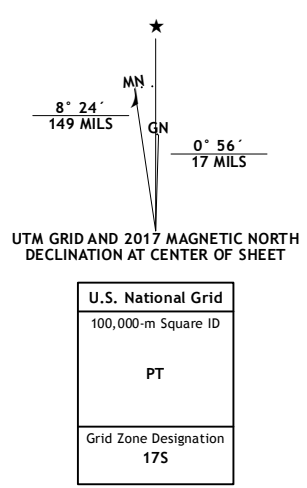 MN
GN
8° 24´
149 MILS
0° 56´
17 MILS
UTM GRID AND 2017 MAGNETIC NORTH
DECLINATION AT CENTER OF SHEET
U.S. National Grid
100,000-m Square ID
PT
Grid Zone Designation
17S